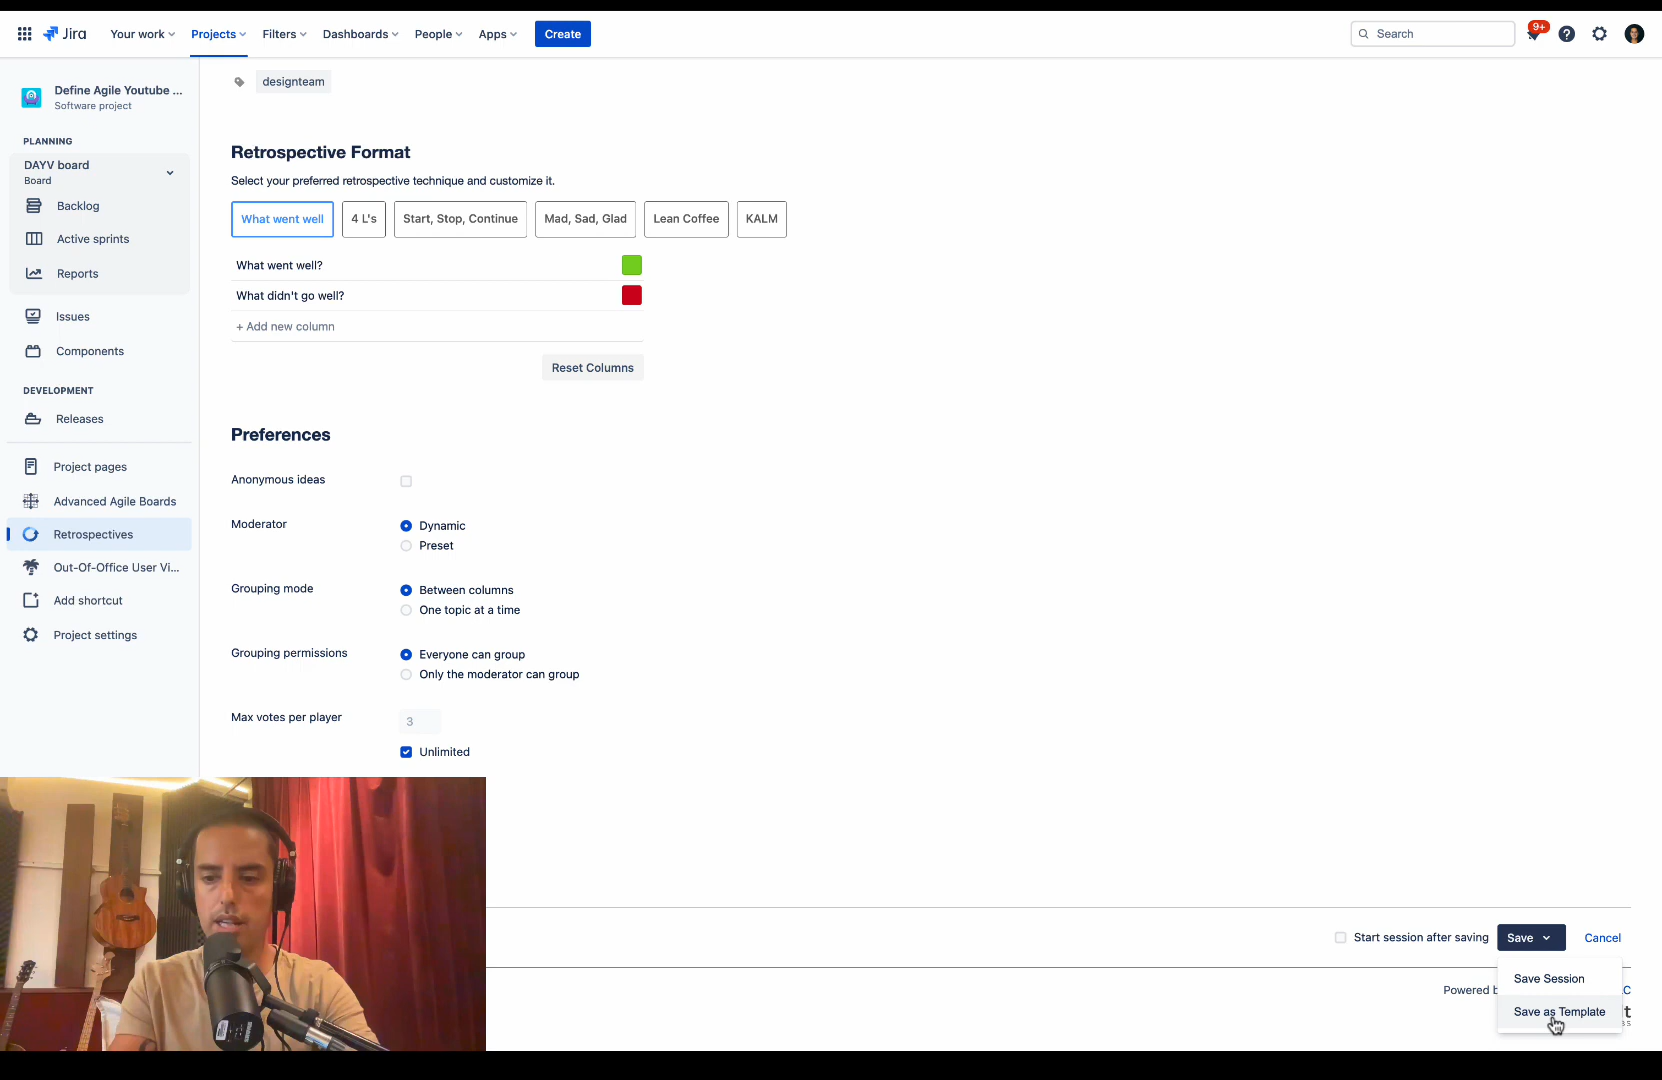 Jira
Your work
Projects
Filters
Dashboards
People
Apps
Create
Search
9+
Define Agile Youtube ...
Software project
PLANNING
DAYV board
Board
Backlog
Active sprints
Reports
Issues
Components
DEVELOPMENT
Releases
Project pages
Advanced Agile Boards
Retrospectives
Out-Of-Office User Vi...
Add shortcut
Project settings
designteam
Retrospective Format
Select your preferred retrospective technique and customize it.
What went well
4 L's
Start, Stop, Continue
Mad, Sad, Glad
Lean Coffee
KALM
What went well?
What didn't go well?
+ Add new column
Reset Columns
Preferences
Anonymous ideas
Moderator
Dynamic
Preset
Grouping mode
Between columns
One topic at a time
Grouping permissions
Everyone can group
Only the moderator can group
Max votes per player
3
Unlimited
Start session after saving
Save
Cancel
Save Session
Powered
Save as Template